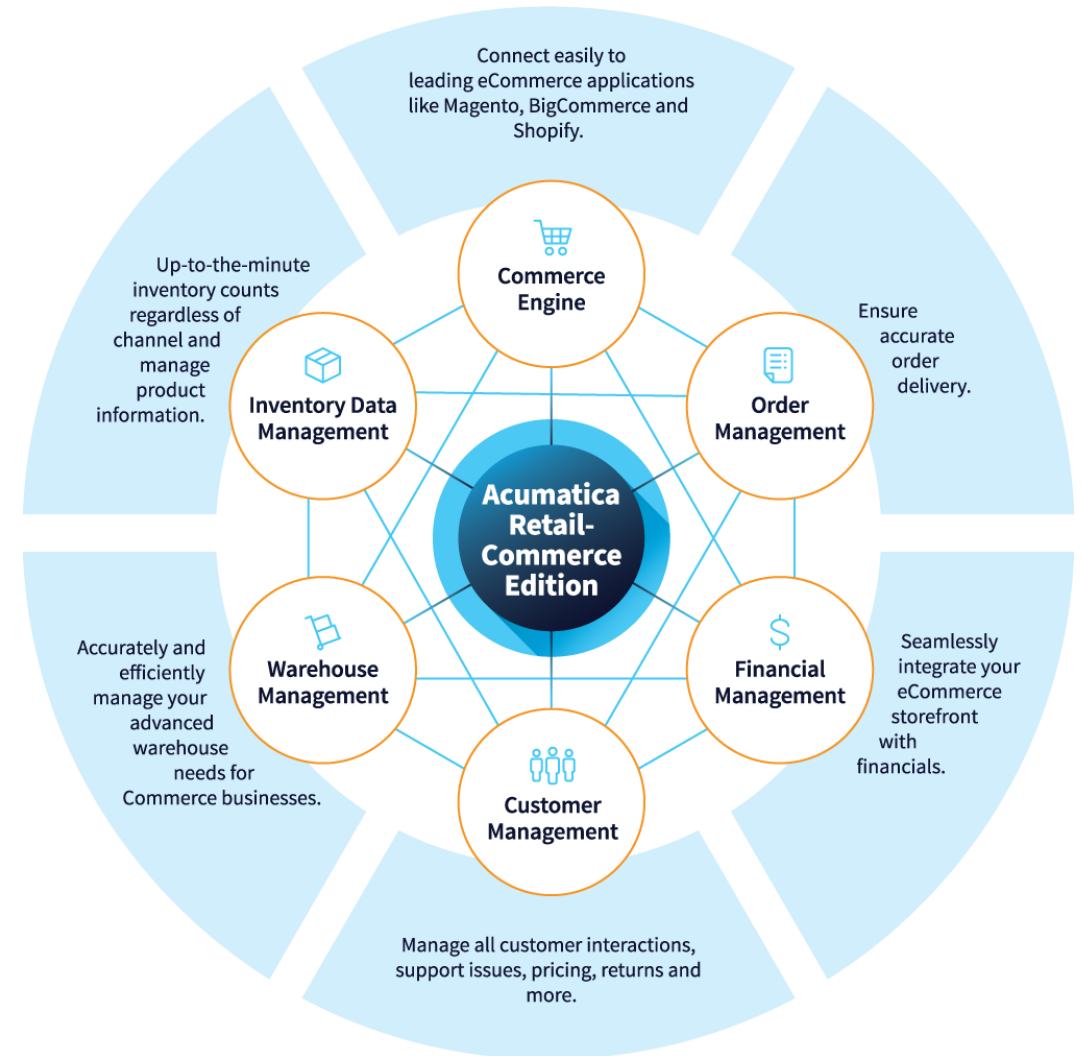 Connect easily to
leading eCommerce applications
like Magento, BigCommerce and
Shopify.
Commerce
Engine
Up-to-the-minute
inventory counts
regardless of
channel and
manage
product
information.
Inventory Data
Management
Order
Management
Ensure
accurate
order
delivery.
Acumatica
Retail-
Commerce
Edition
Accurately and
efficiently
manage your
advanced
warehouse
needs for
Commerce businesses.
Warehouse
Management
Financial
Management
Seamlessly
integrate your
eCommerce
storefront
with
financials.
Customer
Management
Manage all customer interactions,
support issues, pricing, returns and
more.